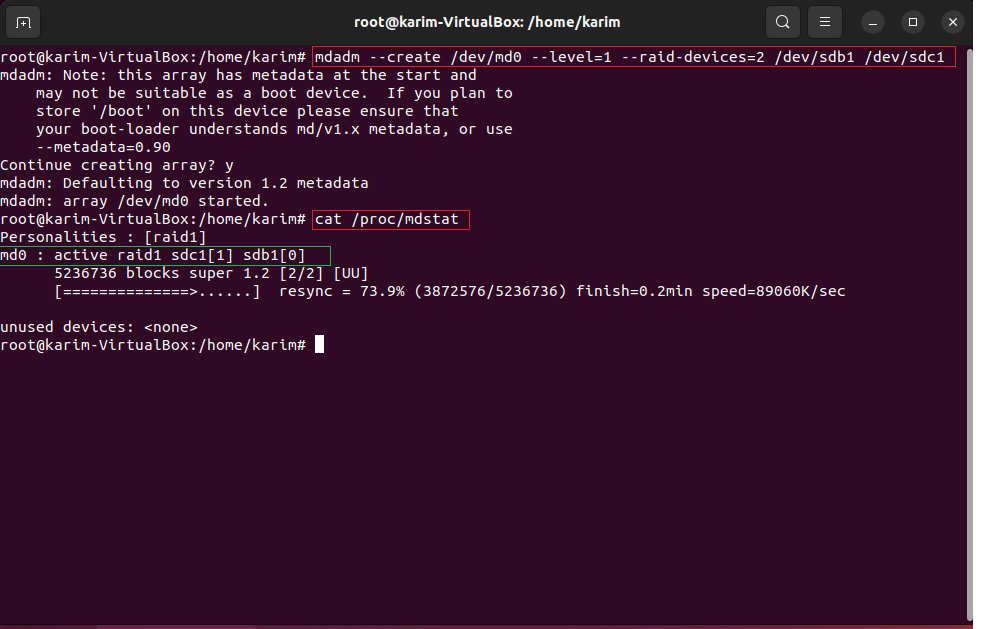 root@karim-VirtualBox: /home/karim
root@karim-VirtualBox:/home/karim# mdadm --create /dev/md0 --level=1 --raid-devices=2 /dev/sdb1 /dev/sdc1
mdadm: Note: this array has metadata at the start and
    may not be suitable as a boot device.  If you plan to
    store '/boot' on this device please ensure that
    your boot-loader understands md/v1.x metadata, or use
    --metadata=0.90
Continue creating array? y
mdadm: Defaulting to version 1.2 metadata
mdadm: array /dev/md0 started.
root@karim-VirtualBox:/home/karim# cat /proc/mdstat
Personalities : [raid1]
md0 : active raid1 sdc1[1] sdb1[0]
      5236736 blocks super 1.2 [2/2] [UU]
      [==============>......]  resync = 73.9% (3872576/5236736) finish=0.2min speed=89060K/sec
unused devices: <none>
root@karim-VirtualBox:/home/karim#